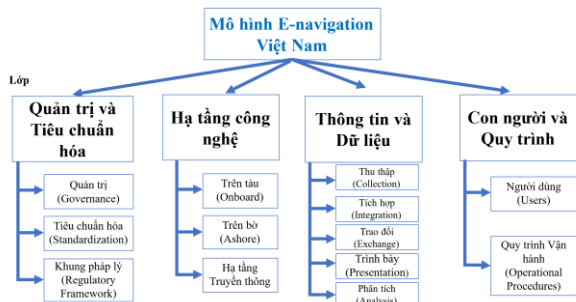 Mô hình E-navigation
Việt Nam
Lớp
Quản trị và
Tiêu chuẩn
hóa
Quản trị
(Governance)
Tiêu chuẩn hóa
(Standardization)
Khung pháp lý
(Regulatory
Framework)
Hạ tầng công
nghệ
Trên tàu
(Onboard)
Trên bờ
(Ashore)
Hạ tầng
Truyền thông
Thông tin và
Dữ liệu
Thu thập
(Collection)
Tích hợp
(Integration)
Trao đổi
(Exchange)
Trình bày
(Presentation)
Phân tích
(Analysis)
Con người và
Quy trình
Người dùng
(Users)
Quy trình Vận
hành
(Operational
Procedures)